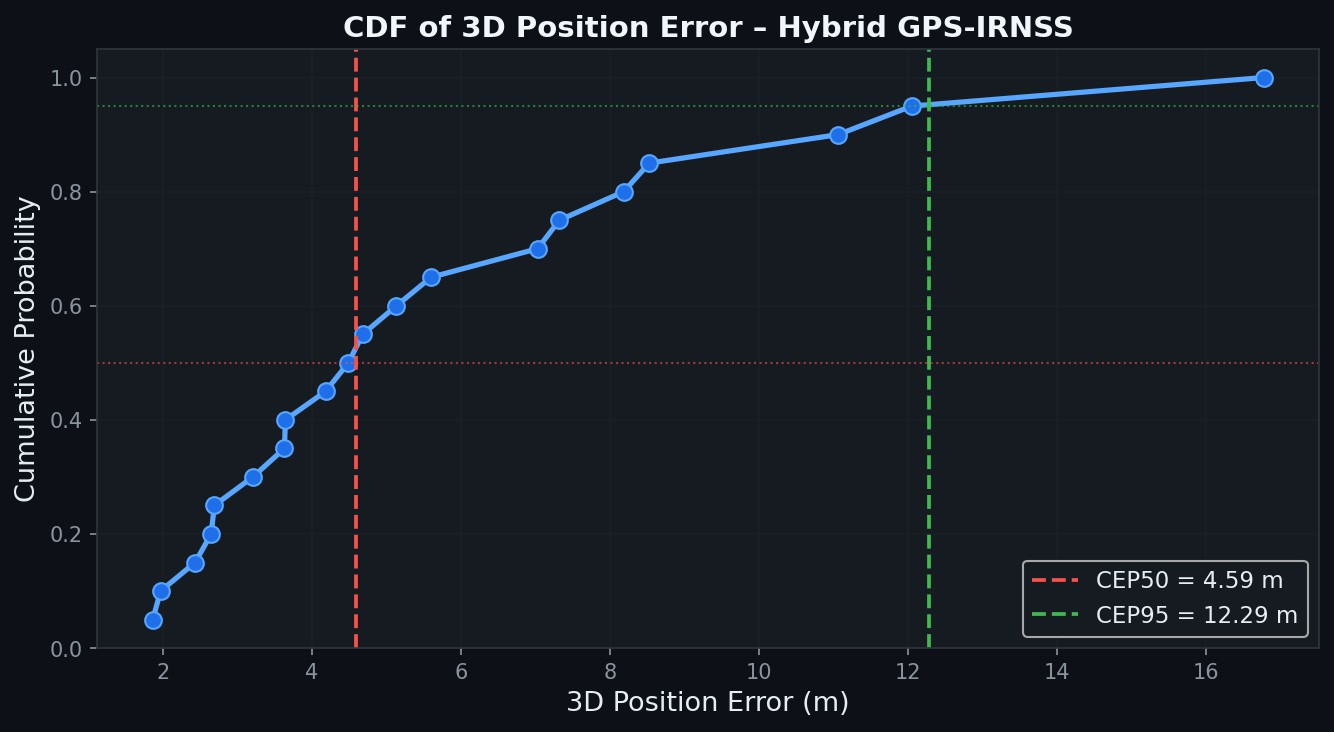 CDF of 3D Position Error – Hybrid GPS-IRNSS
Cumulative Probability
1.0
0.8
0.6
0.4
0.2
0.0
CEP50 = 4.59 m
CEP95 = 12.29 m
2 4 6 8 10 12 14 16
3D Position Error (m)